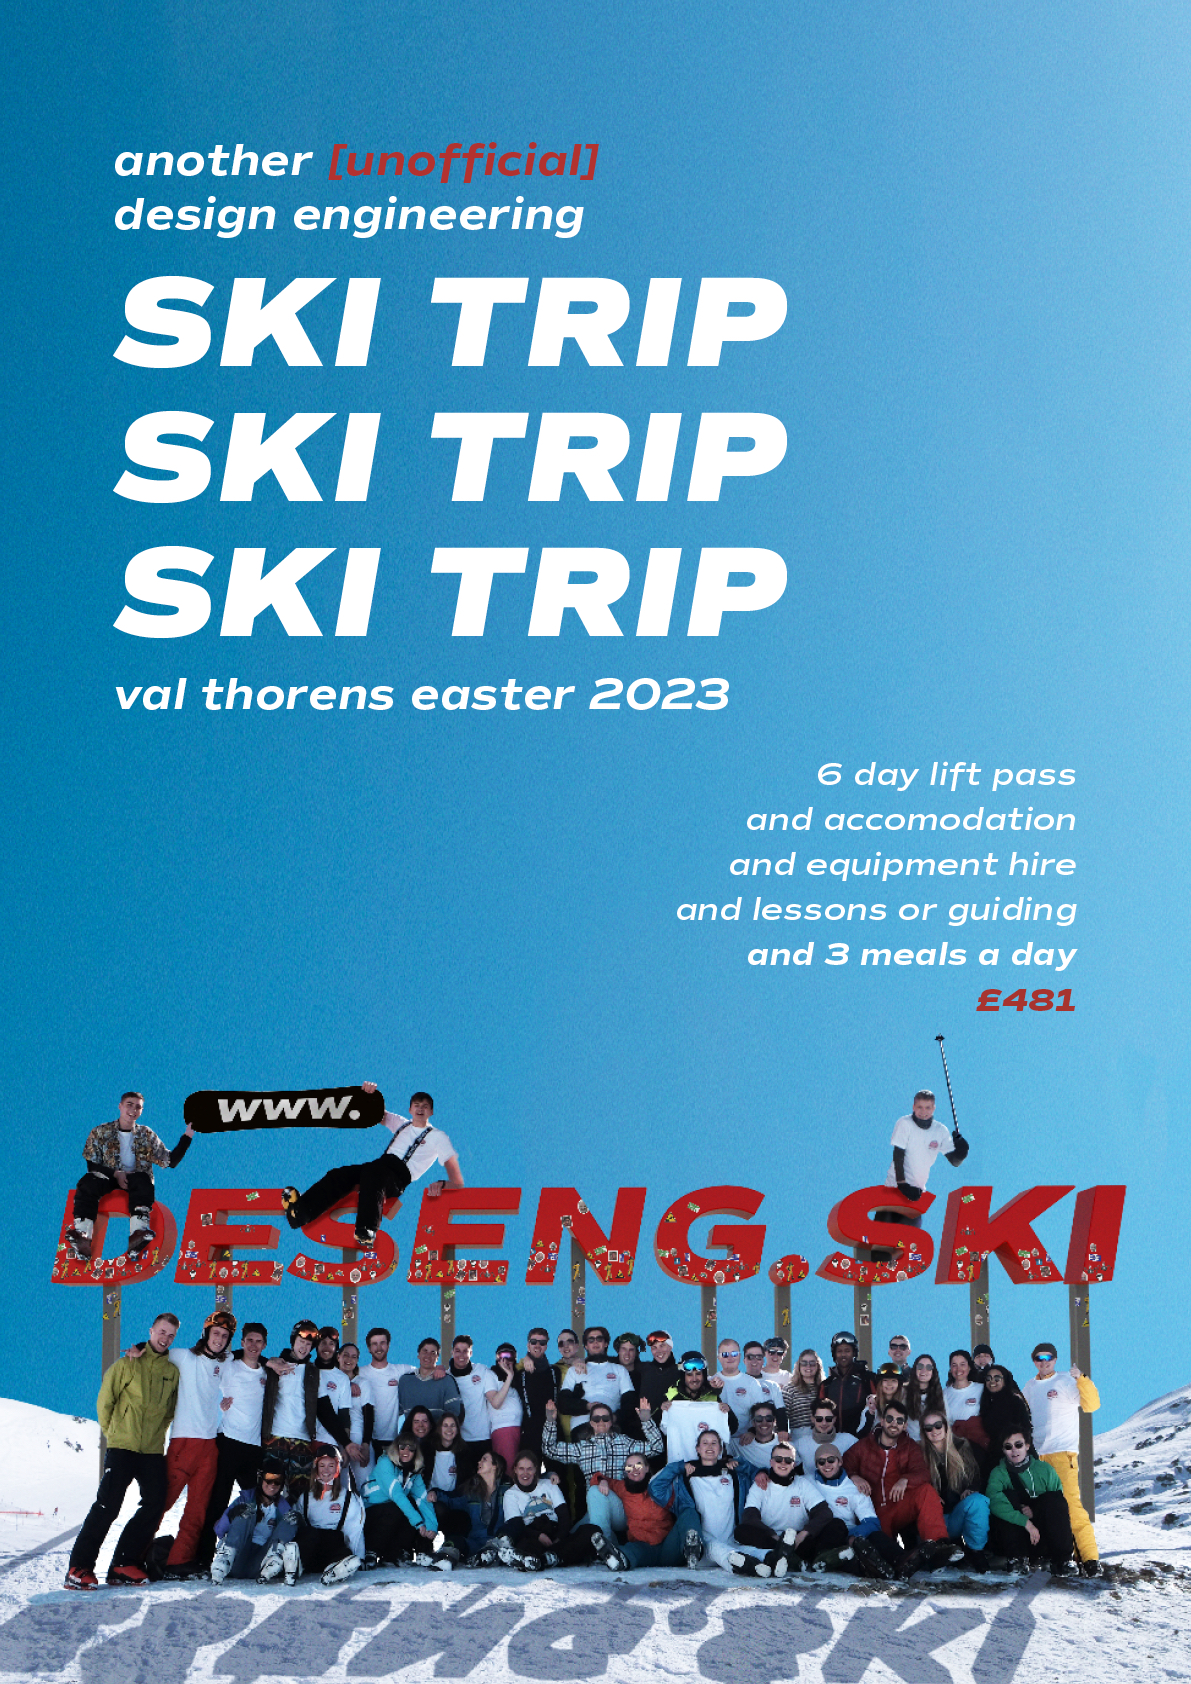 another [unofficial]
design engineering
SKI TRIP
SKI TRIP
SKI TRIP
val thorens easter 2023
6 day lift pass
and accomodation
and equipment hire
and lessons or guiding
and 3 meals a day
£481
www.
DESENG.SKI